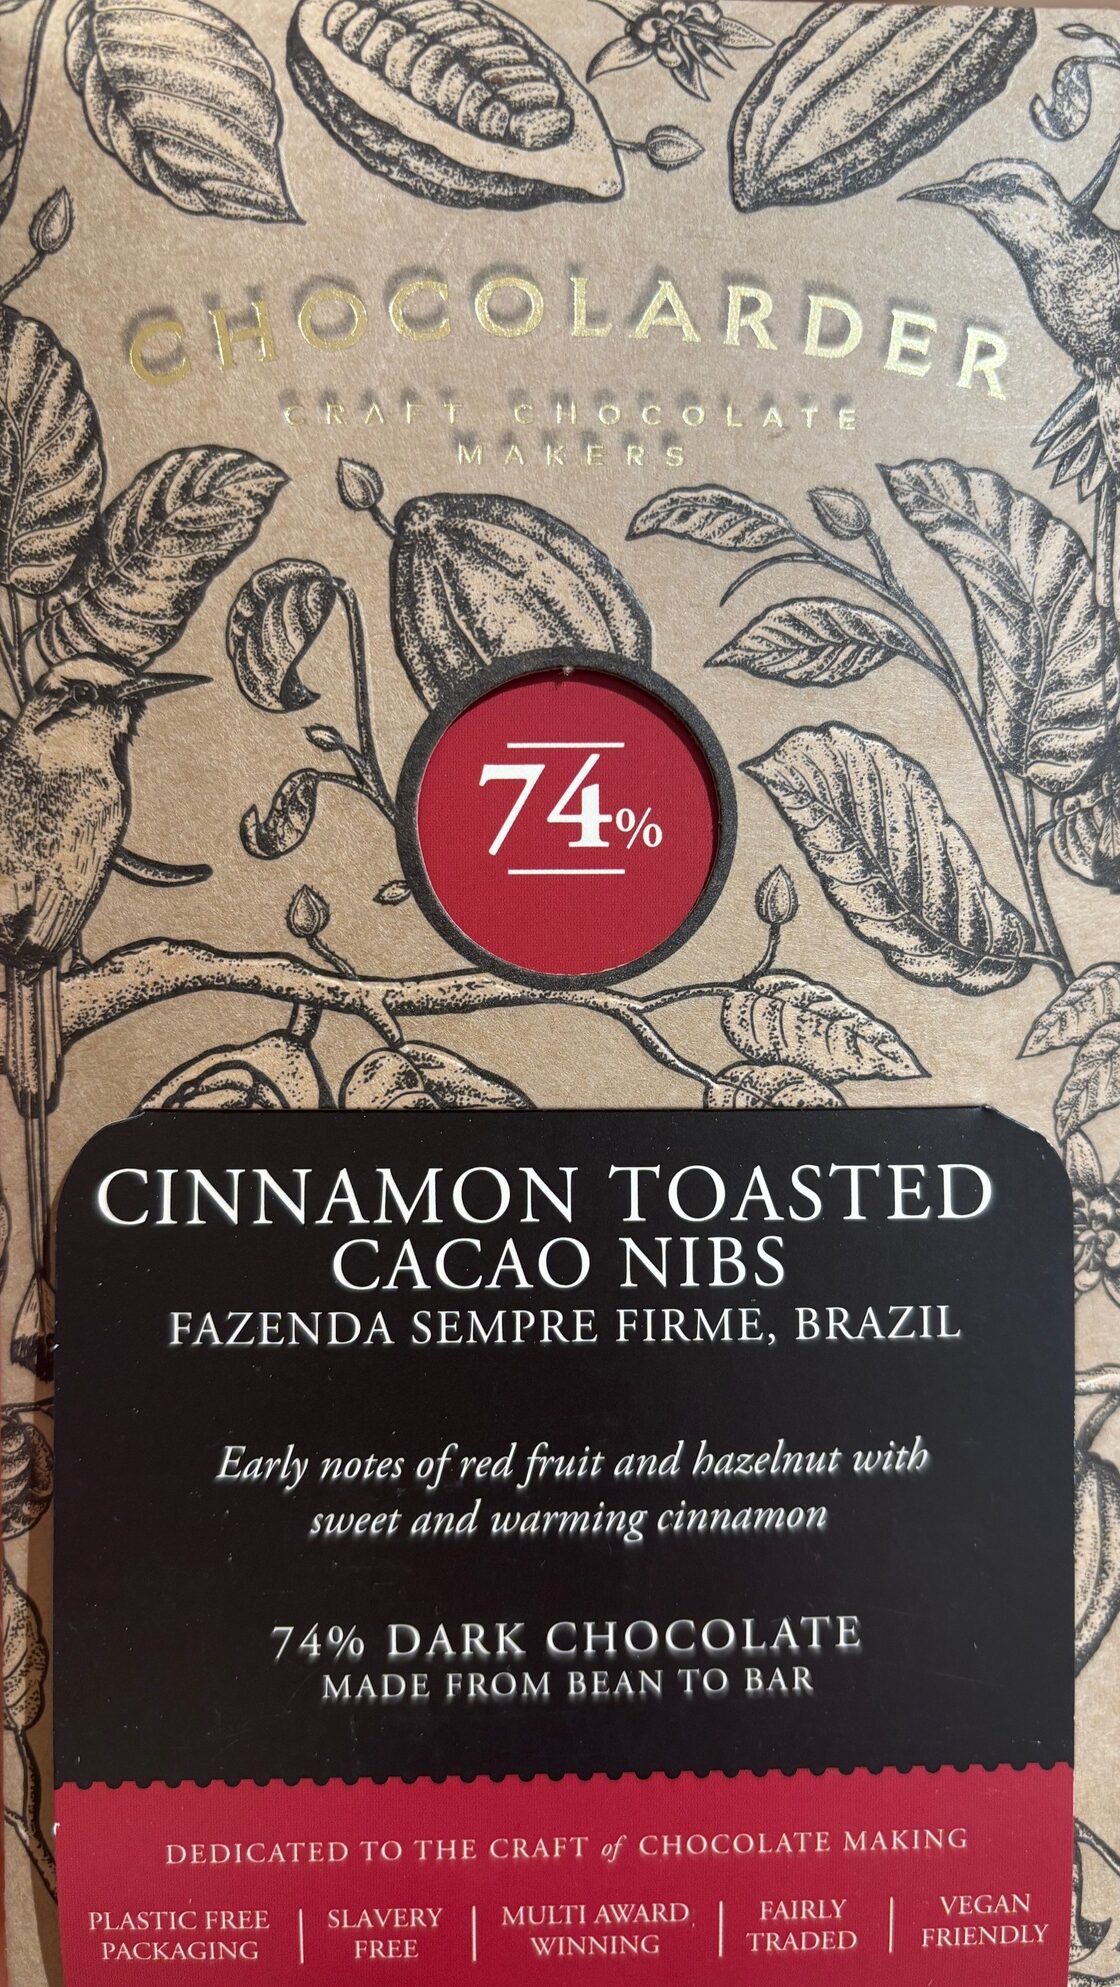 CHOCOLARDER
CRAFT CHOCOLATE
MAKERS
74%
CINNAMON TOASTED
CACAO NIBS
FAZENDA SEMPRE FIRME, BRAZIL
Early notes of red fruit and hazelnut with
sweet and warming cinnamon
74% DARK CHOCOLATE
MADE FROM BEAN TO BAR
DEDICATED TO THE CRAFT of CHOCOLATE MAKING
PLASTIC FREE
PACKAGING
SLAVERY
FREE
MULTI AWARD
WINNING
FAIRLY
TRADED
VEGAN
FRIENDLY